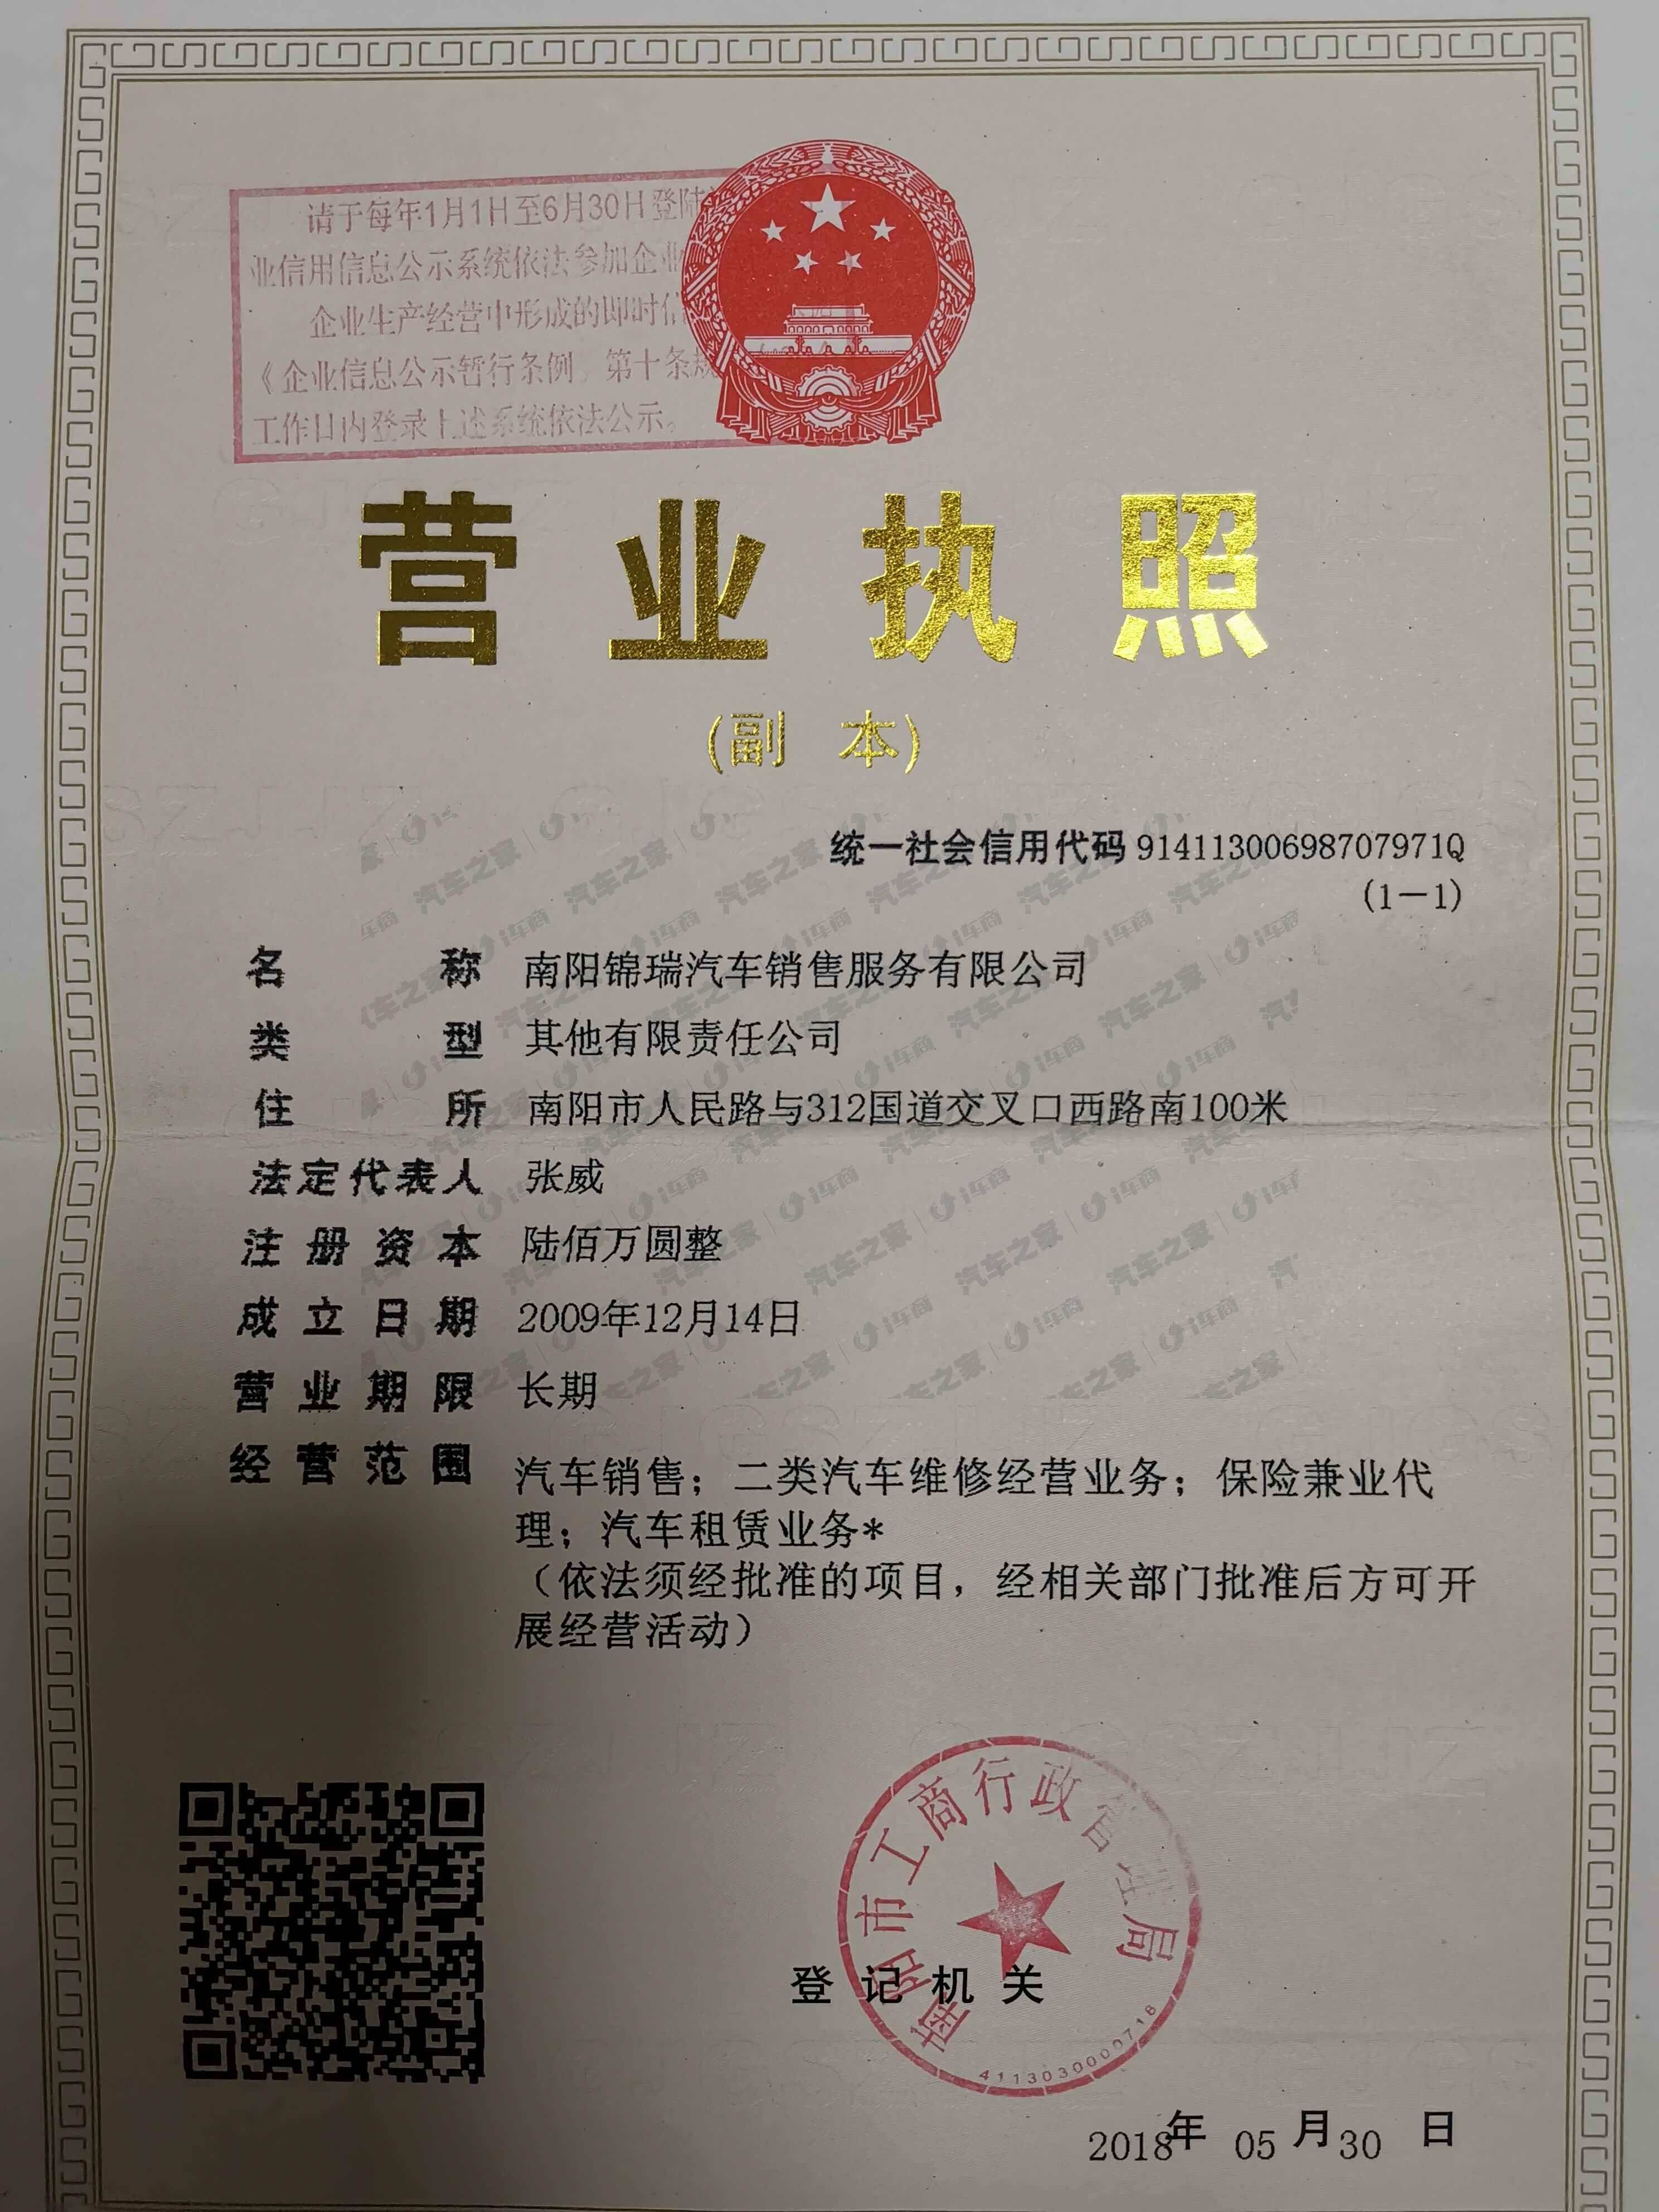 请于每年1月1日至6月30日登陆
业信用信息公示系统依法参加企业
企业生产经营中形成的即时信
《企业信息公示暂行条例》第十条规
工作日内登录上述系统依法公示。
营业执照
(副 本)
统一社会信用代码 91411300698707971Q
(1-1)
名 称 南阳锦瑞汽车销售服务有限公司
类 型 其他有限责任公司
住 所 南阳市人民路与312国道交叉口西路南100米
法定代表人 张威
注册资本 陆佰万圆整
成立日期 2009年12月14日
营业期限 长期
经营范围 汽车销售；二类汽车维修经营业务；保险兼业代
理；汽车租赁业务*
（依法须经批准的项目，经相关部门批准后方可开
展经营活动）
南阳市工商行政管理局
登记机关
4113030000718
2018年 05 月 30 日
汽车之家 i车商